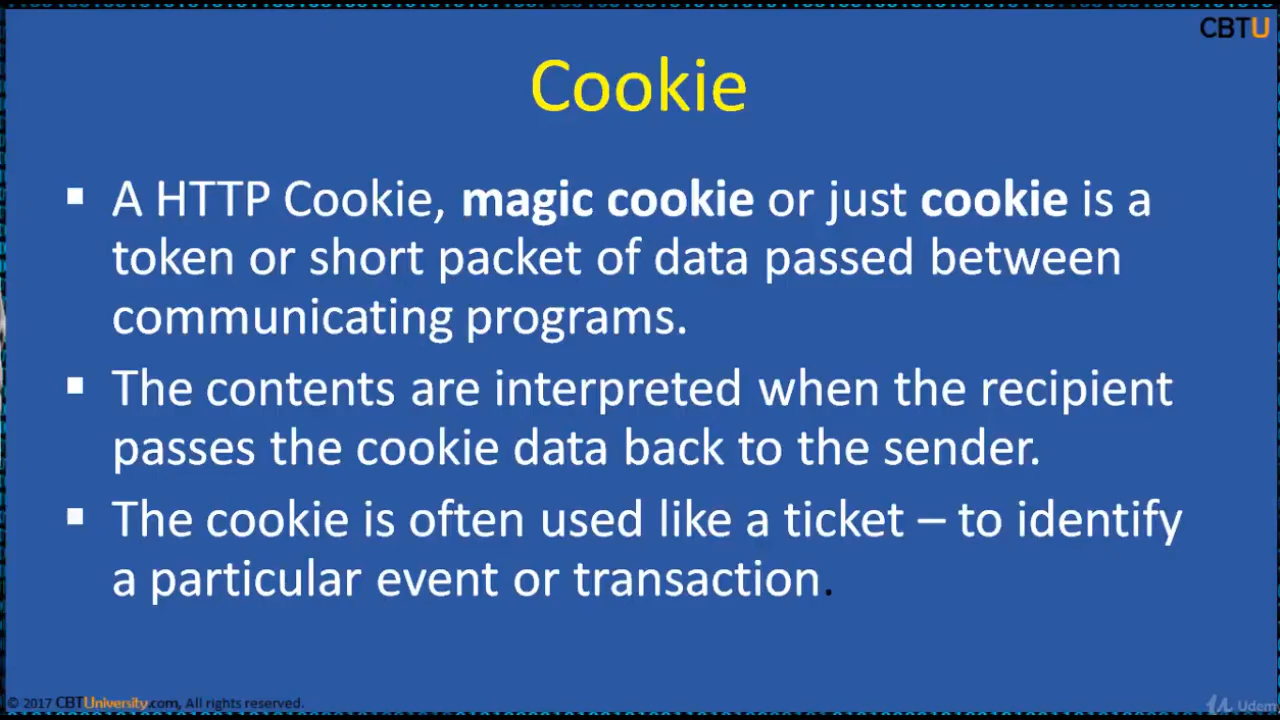 CBTU
Cookie
▪ A HTTP Cookie, magic cookie or just cookie is a
token or short packet of data passed between
communicating programs.
▪ The contents are interpreted when the recipient
passes the cookie data back to the sender.
▪ The cookie is often used like a ticket – to identify
a particular event or transaction.
© 2017 CBTUniversity.com, All rights reserved.